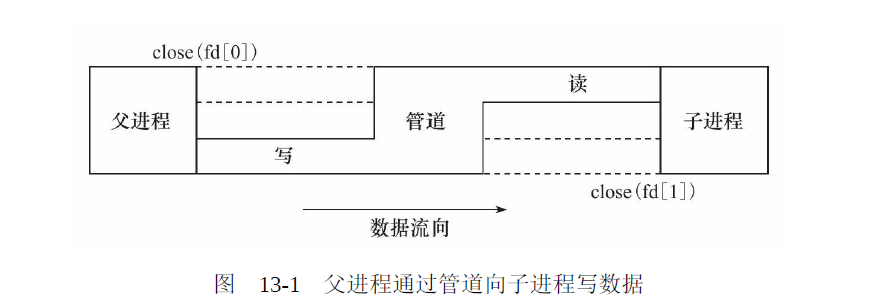 close(fd[0])
读
父进程
管道
子进程
写
close(fd[1])
数据流向
图 13-1 父进程通过管道向子进程写数据